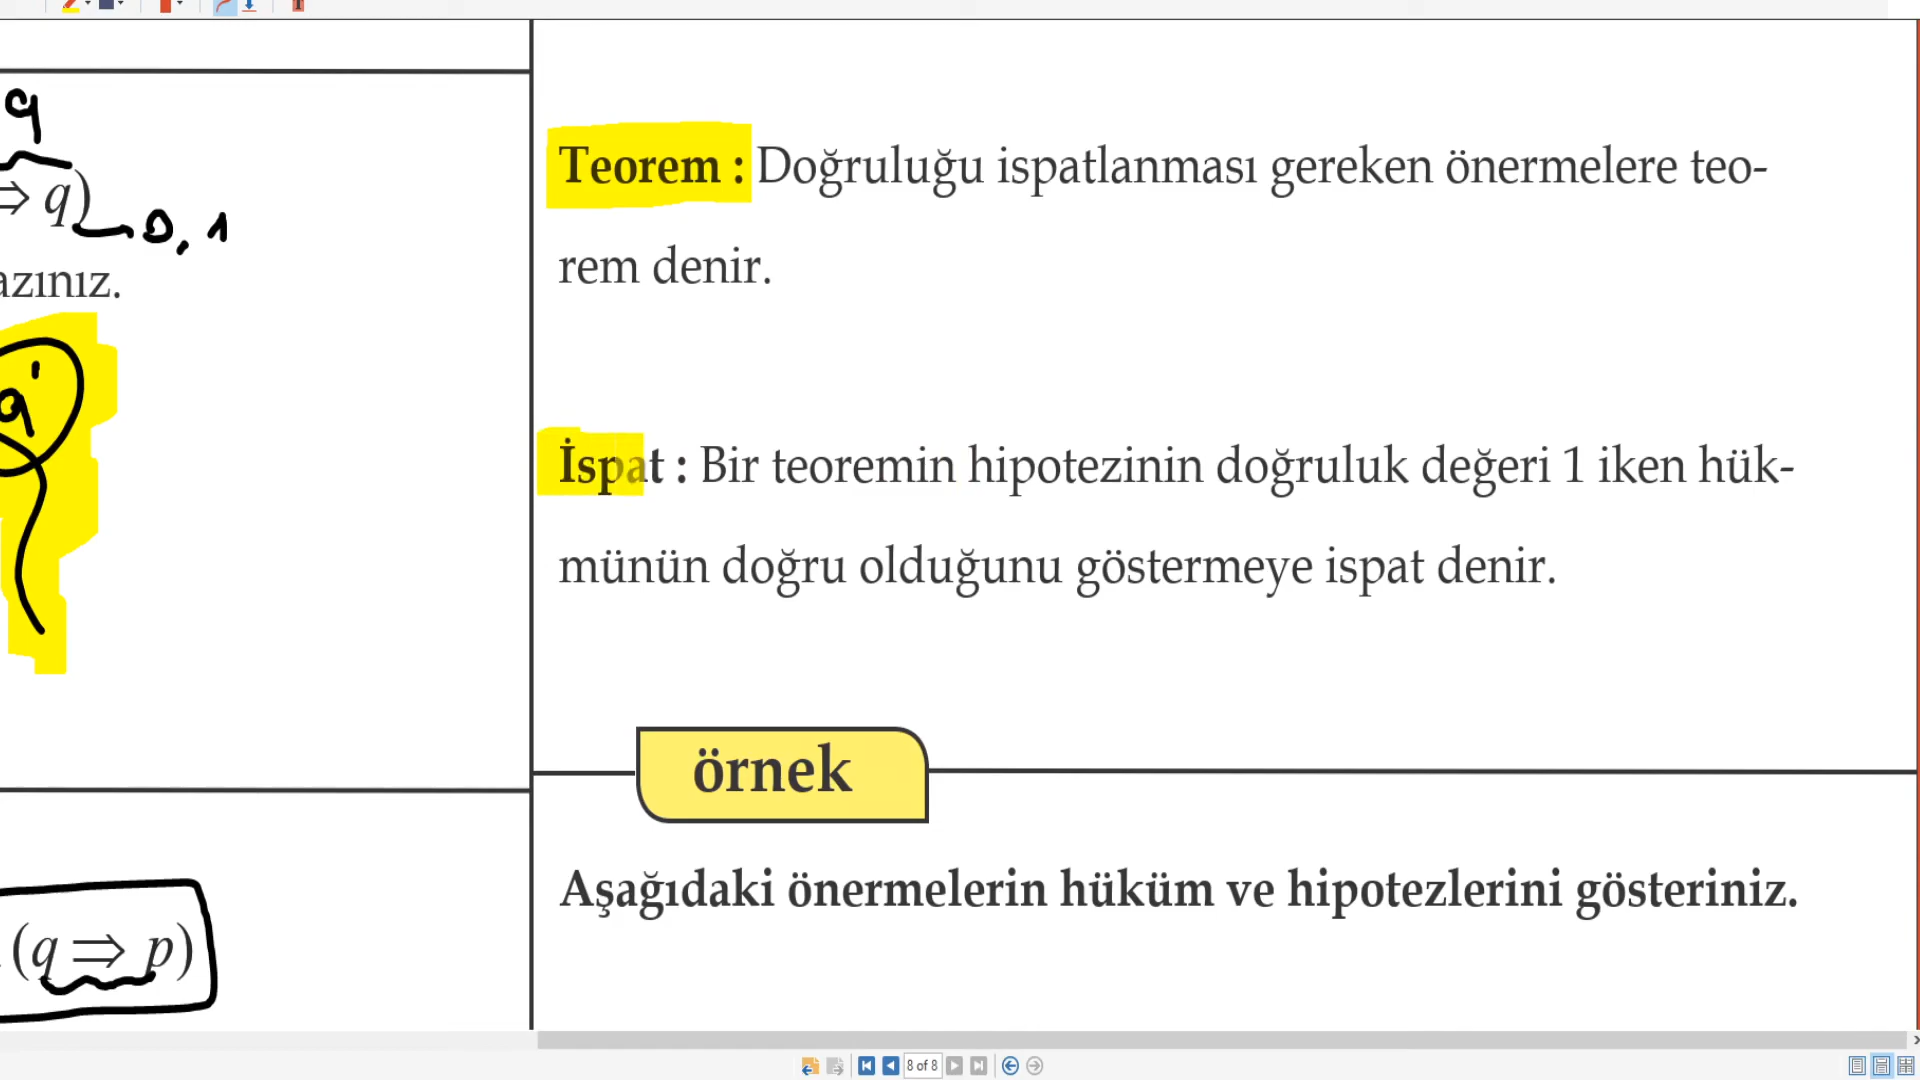 q
⇒ q)
0, 1
azınız.
q'
(q ⇒ p)
Teorem : Doğruluğu ispatlanması gereken önermelere teo-
rem denir.
İspat : Bir teoremin hipotezinin doğruluk değeri 1 iken hük-
münün doğru olduğunu göstermeye ispat denir.
örnek
Aşağıdaki önermelerin hüküm ve hipotezlerini gösteriniz.
8 of 8